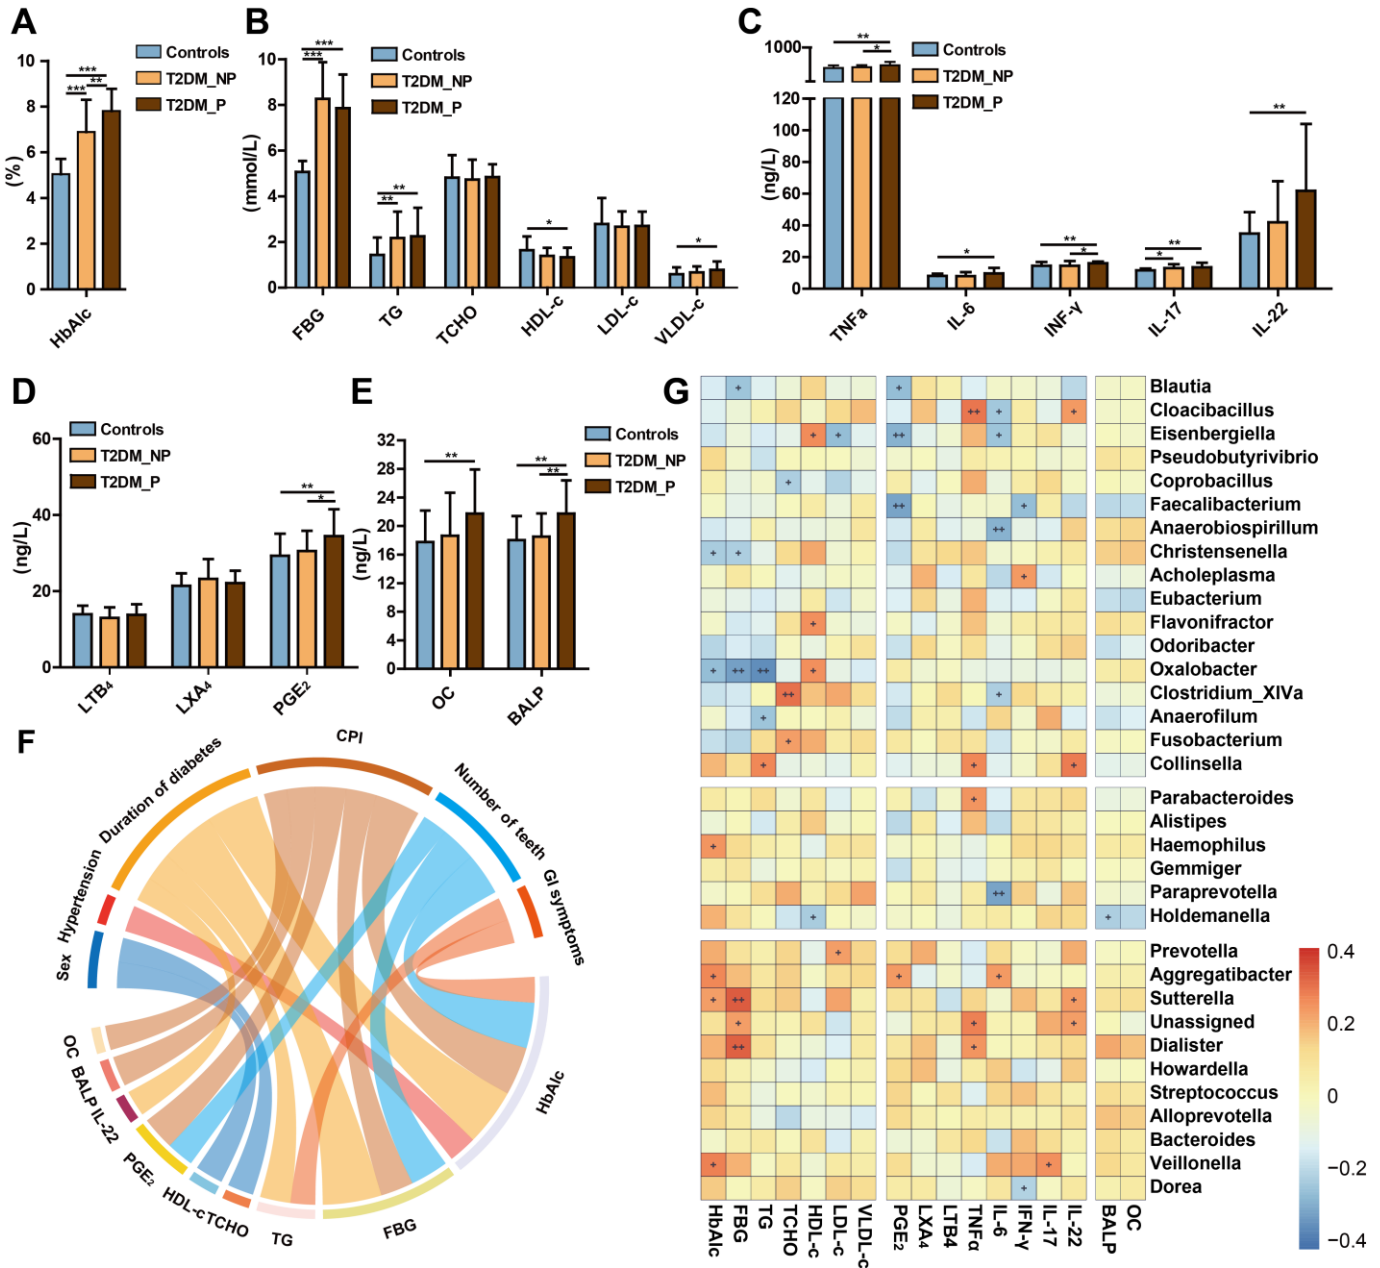 A
Controls
T2DM_NP
T2DM_P
10
8
6
4
2
0
(%)
***
***
**
HbAIc
B
Controls
T2DM_NP
T2DM_P
10
8
6
4
2
0
(mmol/L)
***
***
**
**
*
*
FBG
TG
TCHO
HDL-c
LDL-c
VLDL-c
C
Controls
T2DM_NP
T2DM_P
1000
120
100
80
60
40
20
0
(ng/L)
**
*
*
**
*
**
*
**
TNFa
IL-6
INF-γ
IL-17
IL-22
D
Controls
T2DM_NP
T2DM_P
60
40
20
0
(ng/L)
**
*
LTB4
LXA4
PGE2
E
Controls
T2DM_NP
T2DM_P
32
28
24
20
16
12
8
4
0
(ng/L)
**
**
**
OC
BALP
F
CPI
Duration of diabetes
Number of teeth
Hypertension
GI symptoms
Sex
OC
BALP
IL-22
PGE2
HDL-c
TCHO
TG
FBG
HbAIc
G
+ + Blautia
++ + + Cloacibacillus
+ + ++ + Eisenbergiella
Pseudobutyrivibrio
+ Coprobacillus
++ + Faecalibacterium
++ Anaerobiospirillum
+ + Christensenella
+ Acholeplasma
Eubacterium
+ Flavonifractor
Odoribacter
+ ++ ++ + Oxalobacter
++ + Clostridium_XIVa
+ Anaerofilum
+ Fusobacterium
+ + + Collinsella
+ Parabacteroides
Alistipes
+ Haemophilus
Gemmiger
++ Paraprevotella
+ + Holdemanella
+ Prevotella
+ + + Aggregatibacter
+ ++ + Sutterella
+ + + Unassigned
++ + Dialister
Howardella
Streptococcus
Alloprevotella
Bacteroides
+ + Veillonella
+ Dorea
HbAIc
FBG
TG
TCHO
HDL-c
LDL-c
VLDL-c
PGE2
LXA4
LTB4
TNFα
IL-6
IFN-γ
IL-17
IL-22
BALP
OC
0.4
0.2
0
−0.2
−0.4